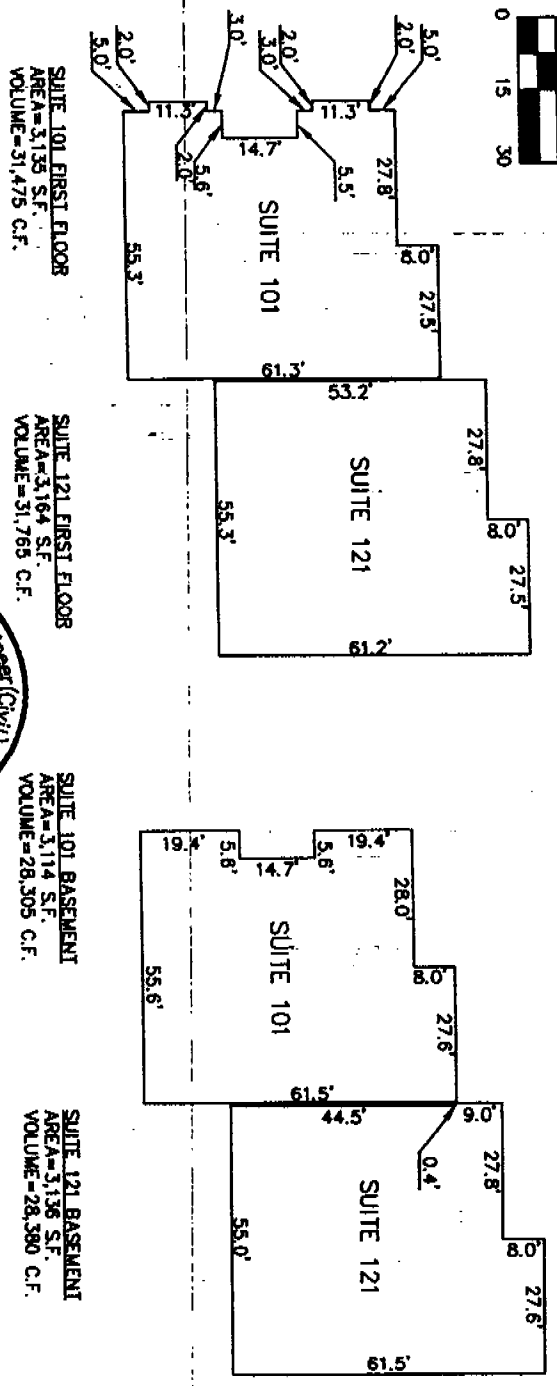 0 15 30
5.0'
2.0'
11.3'
2.0'
3.0'
5.5'
14.7'
5.6'
3.0'
2.0'
11.3'
2.0'
5.0'
27.8'
8.0'
27.5'
SUITE 101
61.3'
55.3'
53.2'
27.8'
8.0'
27.5'
SUITE 121
61.2'
55.3'
SUITE 101 FIRST FLOOR
AREA=3,135 S.F.
VOLUME=31,475 C.F.
SUITE 121 FIRST FLOOR
AREA=3,164 S.F.
VOLUME=31,765 C.F.
(Civil)
19.4'
5.6'
14.7'
5.6'
19.4'
28.0'
8.0'
27.6'
SUITE 101
61.5'
55.6'
44.5'
9.0'
0.4'
27.8'
8.0'
27.6'
SUITE 121
61.5'
55.0'
SUITE 101 BASEMENT
AREA=3,114 S.F.
VOLUME=28,305 C.F.
SUITE 121 BASEMENT
AREA=3,136 S.F.
VOLUME=28,380 C.F.